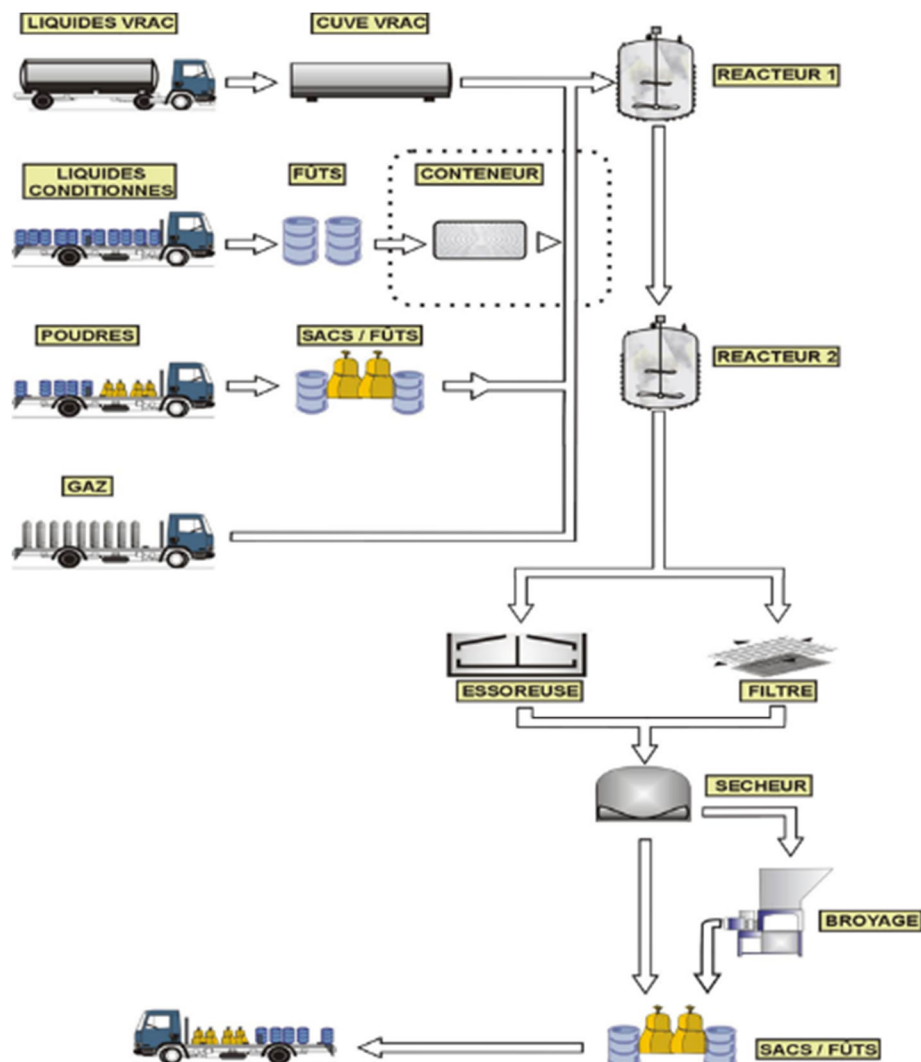 LIQUIDES VRAC
CUVE VRAC
REACTEUR 1
LIQUIDES
CONDITIONNES
FÛTS
CONTENEUR
POUDRES
SACS / FÛTS
REACTEUR 2
GAZ
ESSOREUSE
FILTRE
SECHEUR
BROYAGE
SACS / FÛTS